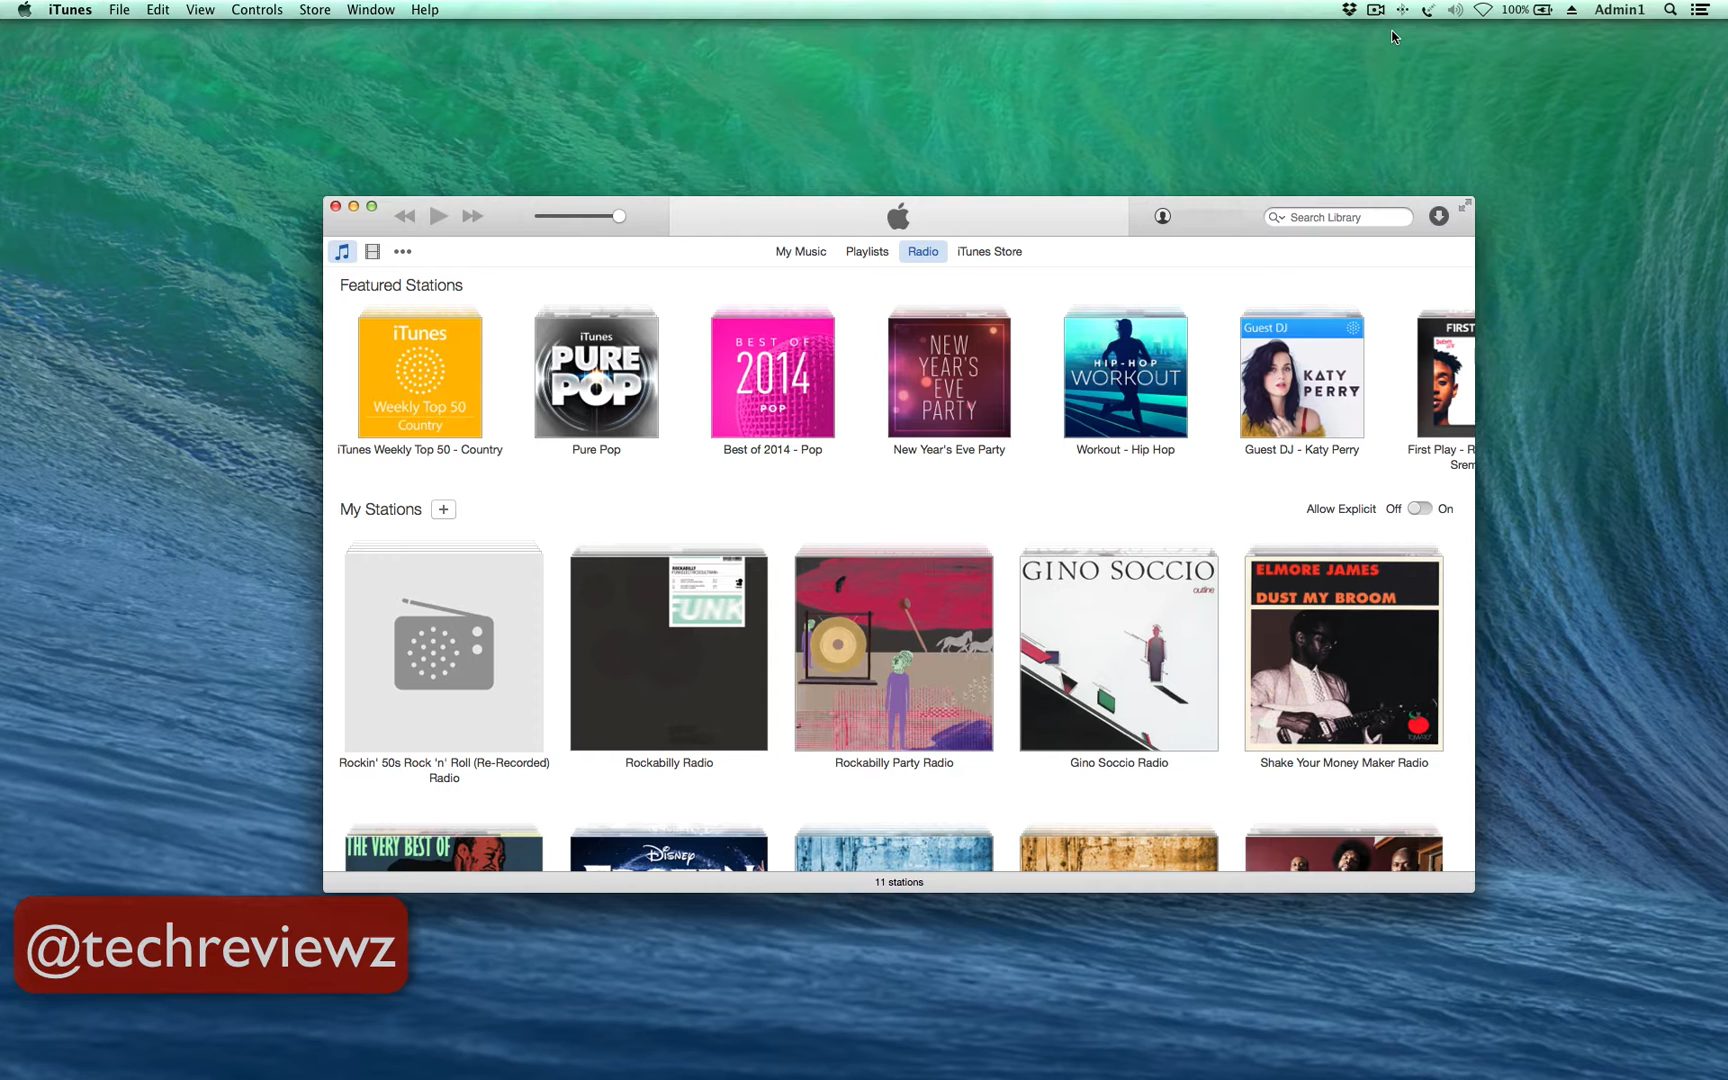 iTunes File Edit View Controls Store Window Help 100% Admin1
Search Library
My Music Playlists Radio iTunes Store
Featured Stations
iTunes
Weekly Top 50
Country
iTunes
PURE
POP
BEST OF
2014
POP
NEW
YEAR'S
EVE
PARTY
HIP-HOP
WORKOUT
Guest DJ
KATY
PERRY
FIRST
iTunes Weekly Top 50 - Country
Pure Pop
Best of 2014 - Pop
New Year's Eve Party
Workout - Hip Hop
Guest DJ - Katy Perry
First Play - R
Srem
My Stations +
Allow Explicit Off On
ROCKABILLY
FUNK
GINO SOCCIO
outline
ELMORE JAMES
DUST MY BROOM
Rockin' 50s Rock 'n' Roll (Re-Recorded)
Radio
Rockabilly Radio
Rockabilly Party Radio
Gino Soccio Radio
Shake Your Money Maker Radio
THE VERY BEST OF
DISNEY
11 stations
@techreviewz